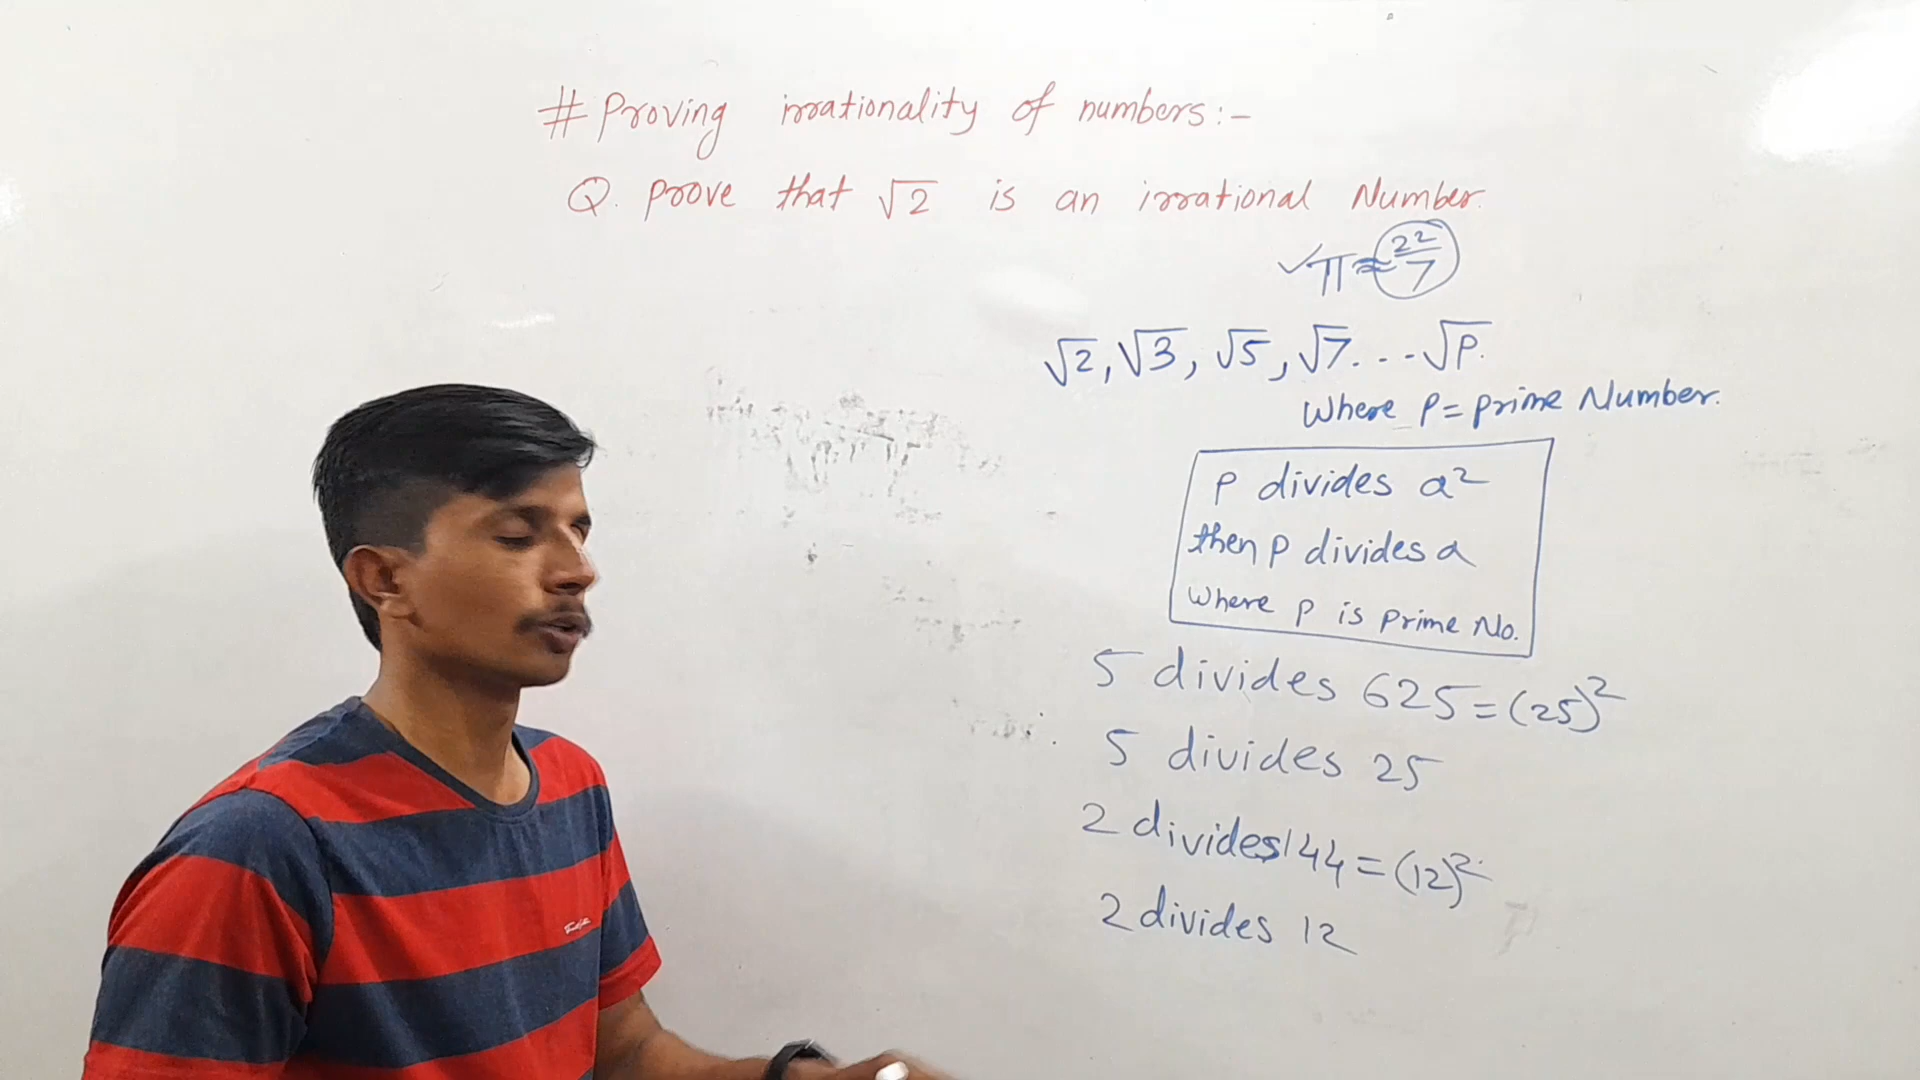 # Proving irrationality of numbers:-
Q. Prove that √2 is an irrational Number.
✓π≈22/7
√2, √3, √5, √7. . . - √P.
Where P = Prime Number.
P divides a²
then P divides a
Where P is Prime No.
5 divides 625 = (25)²
5 divides 25
2 divides 144 = (12)²
2 divides 12